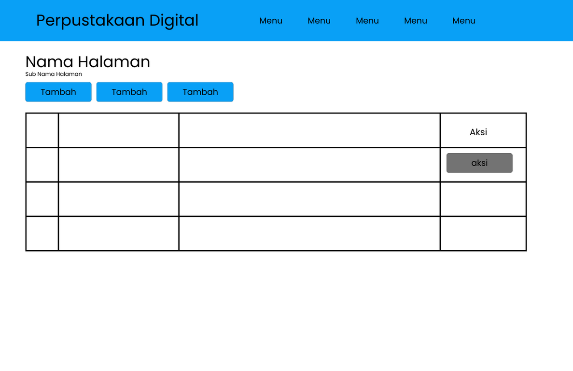 Perpustakaan Digital Menu Menu Menu Menu Menu
Nama Halaman
Sub Nama Halaman
Tambah Tambah Tambah
Aksi
aksi